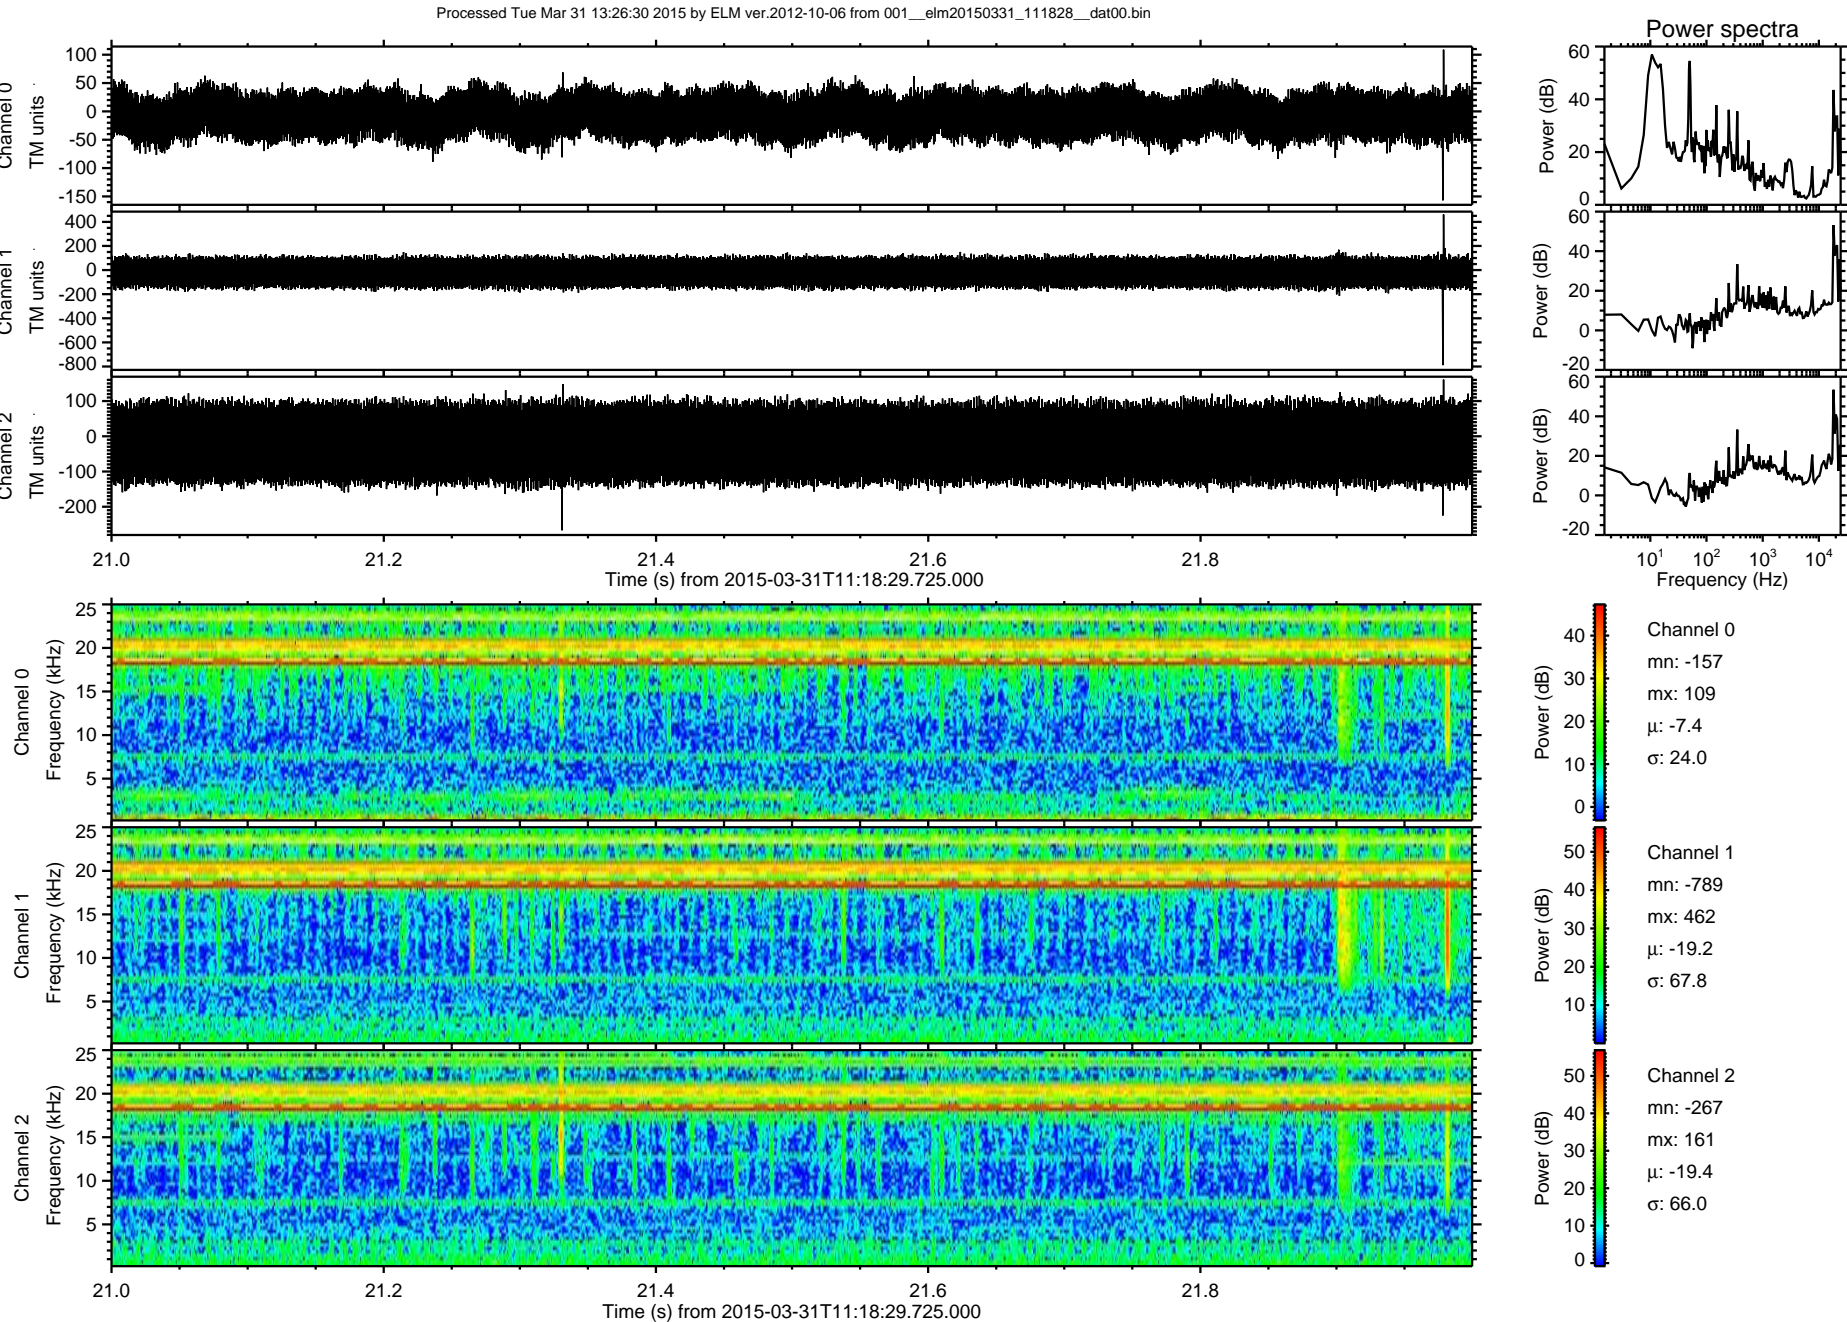 Processed Tue Mar 31 13:26:30 2015 by ELM ver.2012-10-06 from 001__elm20150331_111828__dat00.bin
Power spectra
Channel 0
TM units
100
50
0
-50
-100
-150
Power (dB)
60
40
20
0
Channel 1
TM units
400
200
0
-200
-400
-600
-800
Power (dB)
60
40
20
0
-20
Channel 2
TM units
100
0
-100
-200
Power (dB)
60
40
20
0
-20
21.0 21.2 21.4 21.6 21.8
Time (s) from 2015-03-31T11:18:29.725.000
10¹ 10² 10³ 10⁴
Frequency (Hz)
Channel 0
Frequency (kHz)
25
20
15
10
5
Power (dB)
40
30
20
10
0
Channel 0
mn: -157
mx: 109
µ: -7.4
σ: 24.0
Channel 1
Frequency (kHz)
25
20
15
10
5
Power (dB)
50
40
30
20
10
Channel 1
mn: -789
mx: 462
µ: -19.2
σ: 67.8
Channel 2
Frequency (kHz)
25
20
15
10
5
Power (dB)
50
40
30
20
10
0
Channel 2
mn: -267
mx: 161
µ: -19.4
σ: 66.0
21.0 21.2 21.4 21.6 21.8
Time (s) from 2015-03-31T11:18:29.725.000